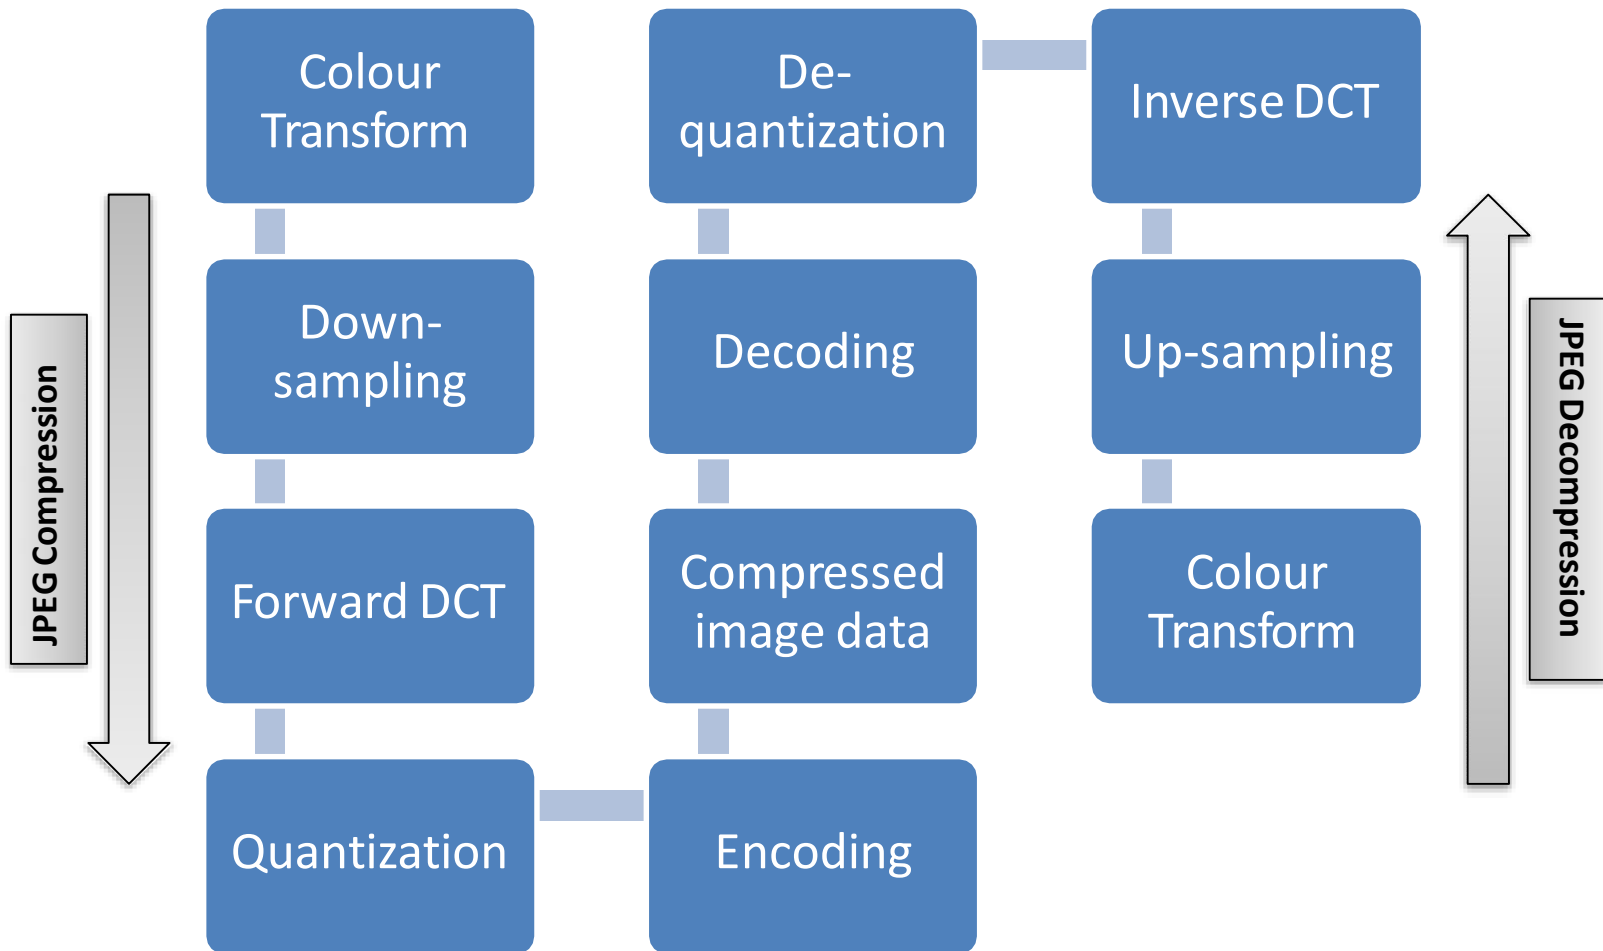 JPEG Compression
Colour
Transform
Down-
sampling
Forward DCT
Quantization
Encoding
Compressed
image data
Decoding
De-
quantization
Inverse DCT
Up-sampling
Colour
Transform
JPEG Decompression